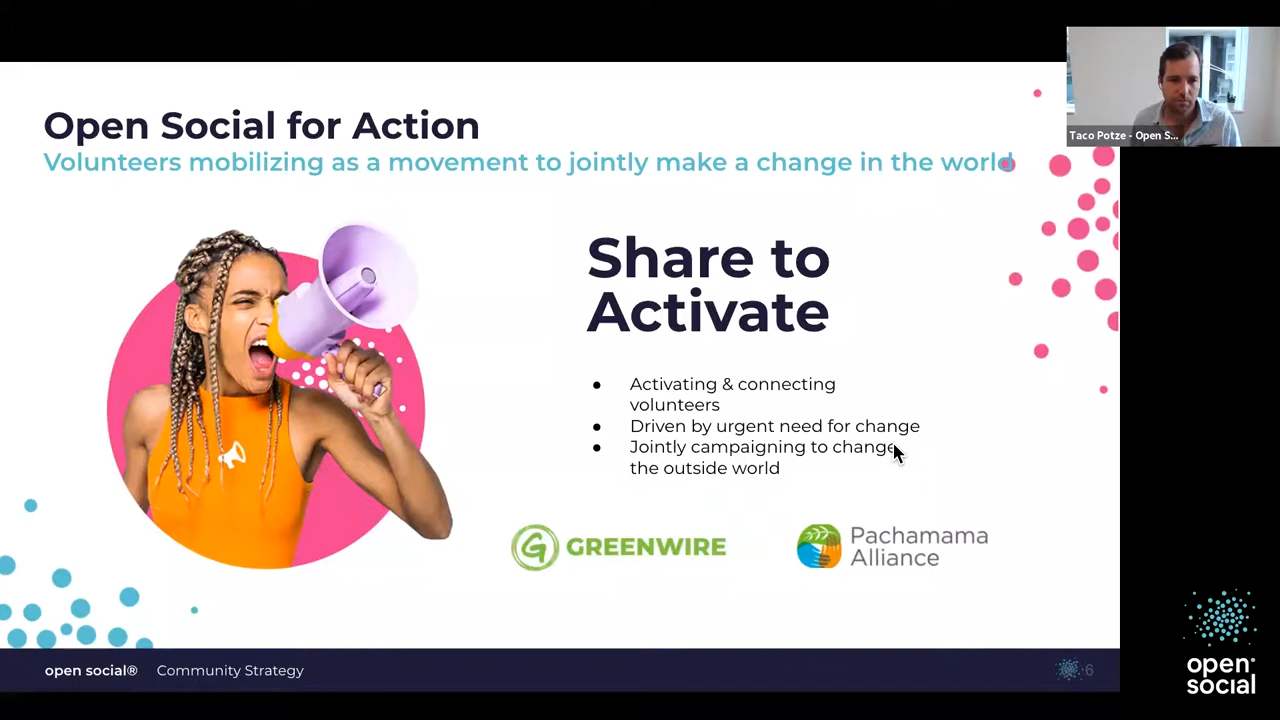 Open Social for Action
Volunteers mobilizing as a movement to jointly make a change in the world
Taco Potze - Open S...
Share to
Activate
● Activating & connecting
volunteers
● Driven by urgent need for change
● Jointly campaigning to change
the outside world
GREENWIRE
Pachamama
Alliance
open social® Community Strategy
6
open
social